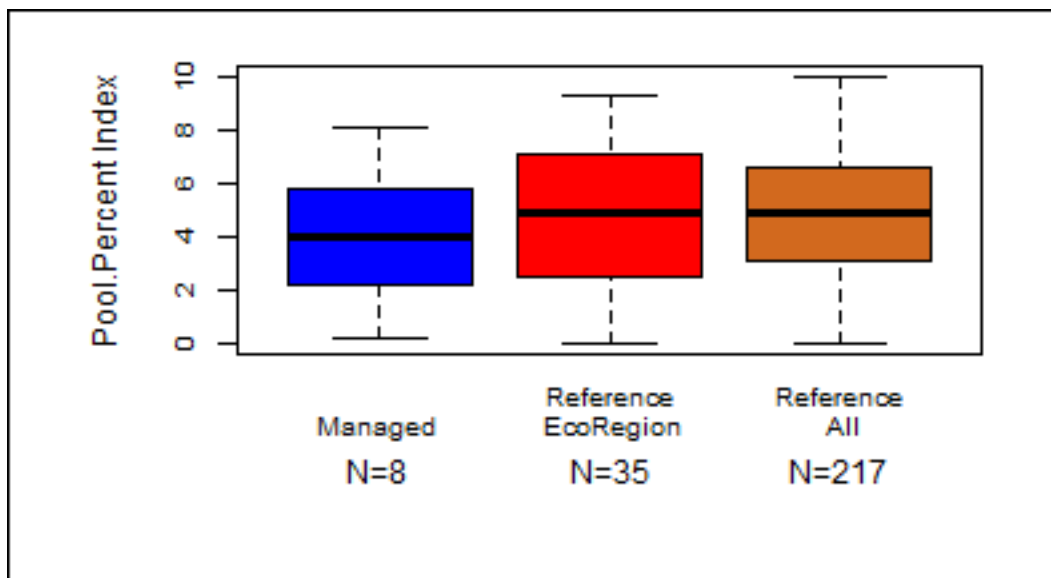 Pool.Percent Index
10
8
6
4
2
0
Managed
Reference
EcoRegion
Reference
All
N=8
N=35
N=217